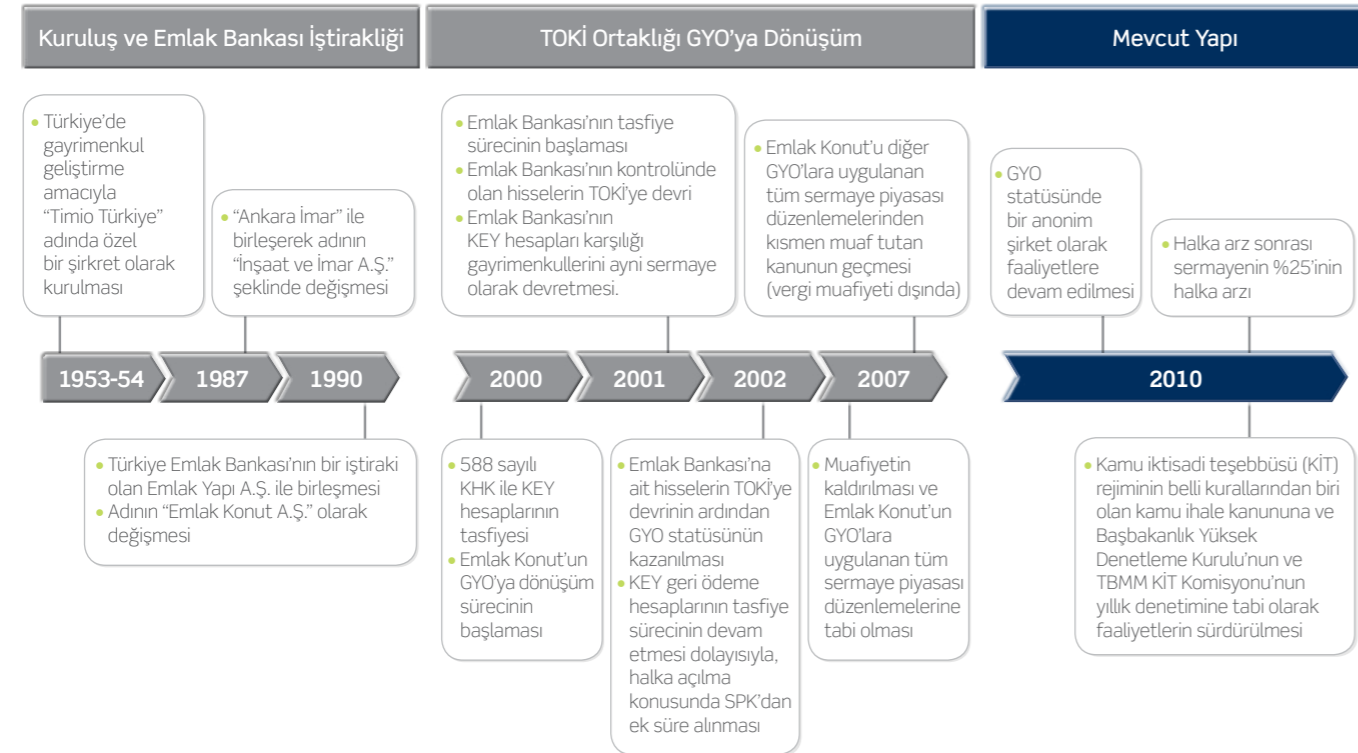 Kuruluş ve Emlak Bankası İştirakliği
TOKİ Ortaklığı GYO'ya Dönüşüm
Mevcut Yapı
• Türkiye'de
gayrimenkul
geliştirme
amacıyla
“Timio Türkiye”
adında özel
bir şirkret olarak
kurulması
• “Ankara İmar” ile
birleşerek adının
“İnşaat ve İmar A.Ş.”
şeklinde değişmesi
• Emlak Bankası'nın tasfiye
sürecinin başlaması
• Emlak Bankası'nın kontrolünde
olan hisselerin TOKİ'ye devri
• Emlak Bankası'nın
KEY hesapları karşılığı
gayrimenkullerini ayni sermaye
olarak devretmesi.
• Emlak Konut'u diğer
GYO'lara uygulanan
tüm sermaye piyasası
düzenlemelerinden
kısmen muaf tutan
kanunun geçmesi
(vergi muafiyeti dışında)
• GYO
statüsünde
bir anonim
şirket olarak
faaliyetlere
devam edilmesi
• Halka arz sonrası
sermayenin %25'inin
halka arzı
1953-54
1987
1990
2000
2001
2002
2007
2010
• Türkiye Emlak Bankası'nın bir iştiraki
olan Emlak Yapı A.Ş. ile birleşmesi
• Adının “Emlak Konut A.Ş.” olarak
değişmesi
• 588 sayılı
KHK ile KEY
hesaplarının
tasfiyesi
• Emlak Konut'un
GYO'ya dönüşüm
sürecinin
başlaması
• Emlak Bankası'na
ait hisselerin TOKİ'ye
devrinin ardından
GYO statüsünün
kazanılması
• KEY geri ödeme
hesaplarının tasfiye
sürecinin devam
etmesi dolayısıyla,
halka açılma
konusunda SPK'dan
ek süre alınması
• Muafiyetin
kaldırılması ve
Emlak Konut'un
GYO'lara
uygulanan tüm
sermaye piyasası
düzenlemelerine
tabi olması
• Kamu iktisadi teşebbüsü (KİT)
rejiminin belli kurallarından biri
olan kamu ihale kanununa ve
Başbakanlık Yüksek
Denetleme Kurulu'nun ve
TBMM KİT Komisyonu'nun
yıllık denetimine tabi olarak
faaliyetlerin sürdürülmesi